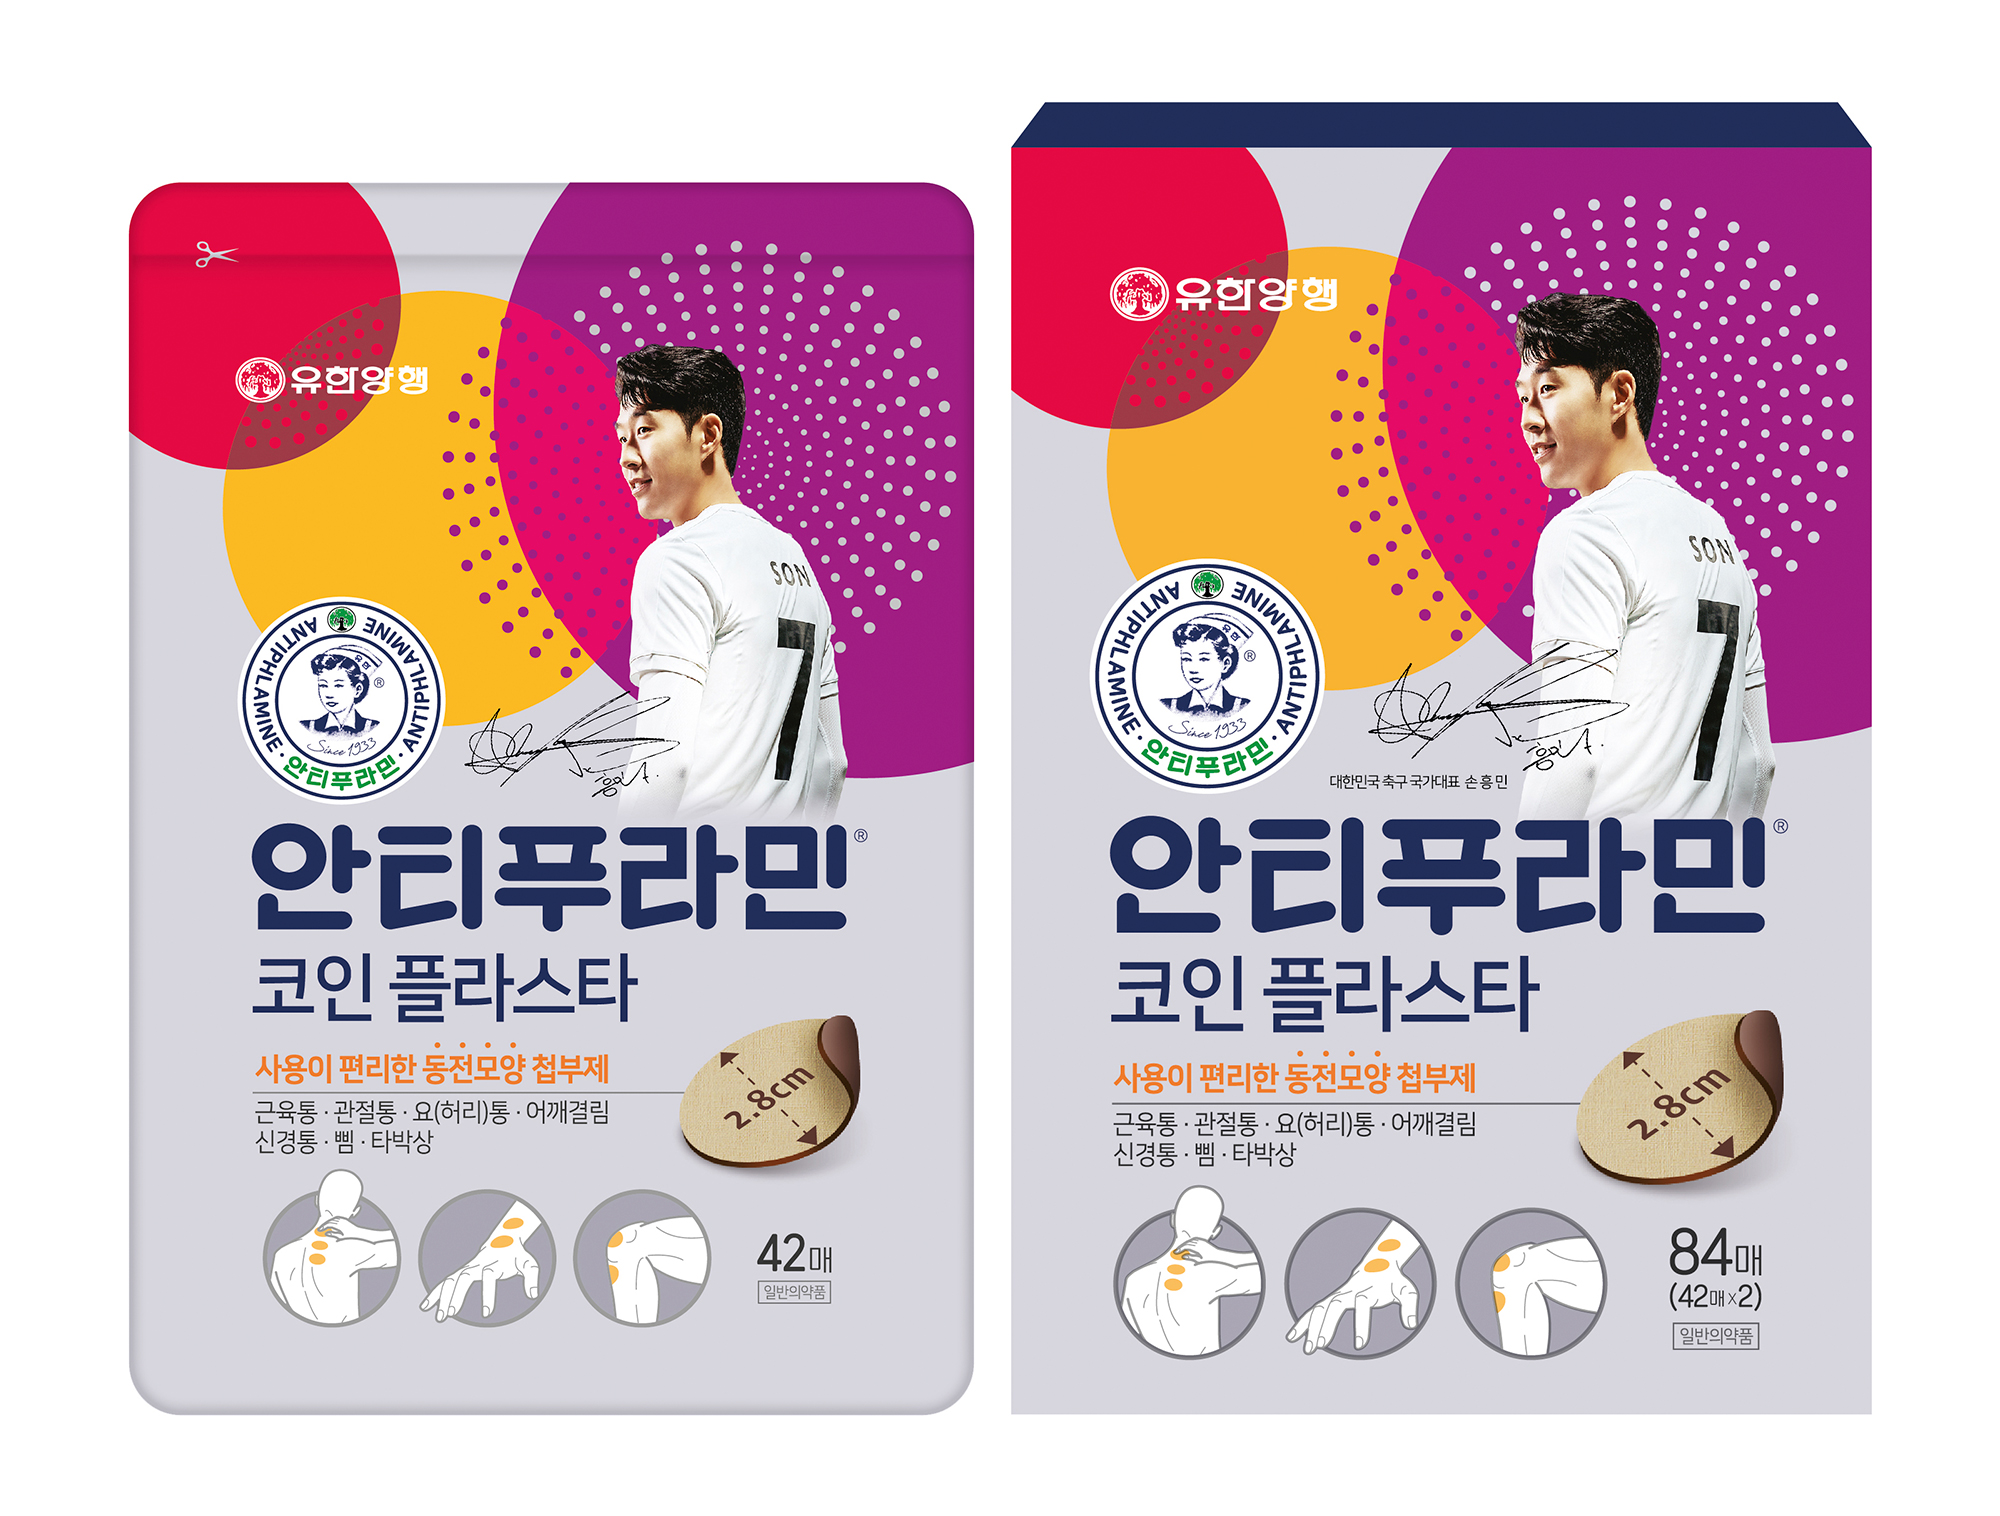 유한양행
SON
7
ANTIPHLAMINE · 안티푸라민 · ANTIPHLAMINE
유한
®
Since 1933
안티푸라민®
코인 플라스타
사용이 편리한 동전모양 첩부제
근육통 · 관절통 · 요(허리)통 · 어깨결림
신경통 · 삠 · 타박상
2.8cm
42매
일반의약품
유한양행
SON
7
ANTIPHLAMINE · 안티푸라민 · ANTIPHLAMINE
유한
®
Since 1933
대한민국 축구 국가대표 손흥민
안티푸라민®
코인 플라스타
사용이 편리한 동전모양 첩부제
근육통 · 관절통 · 요(허리)통 · 어깨결림
신경통 · 삠 · 타박상
2.8cm
84매
(42매x2)
일반의약품